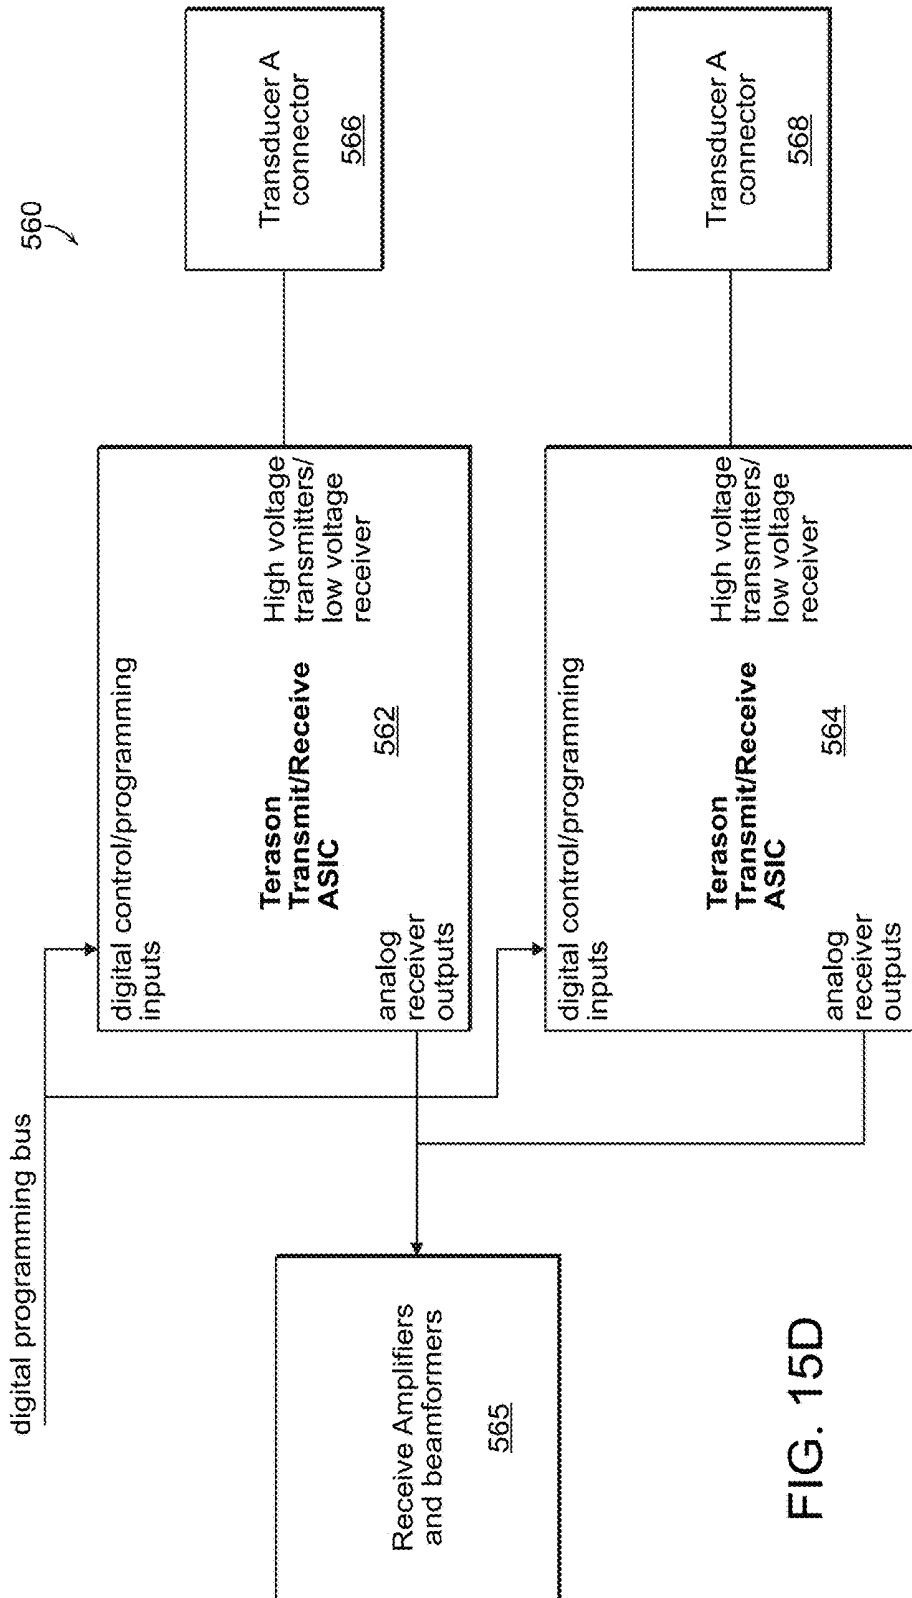 560
digital programming bus
digital control/programming
inputs
Terason
Transmit/Receive
ASIC
562
High voltage
transmitters/
low voltage
receiver
analog
receiver
outputs
Transducer A
connector
566
Receive Amplifiers
and beamformers
565
digital control/programming
inputs
Terason
Transmit/Receive
ASIC
564
High voltage
transmitters/
low voltage
receiver
analog
receiver
outputs
Transducer A
connector
568
FIG. 15D